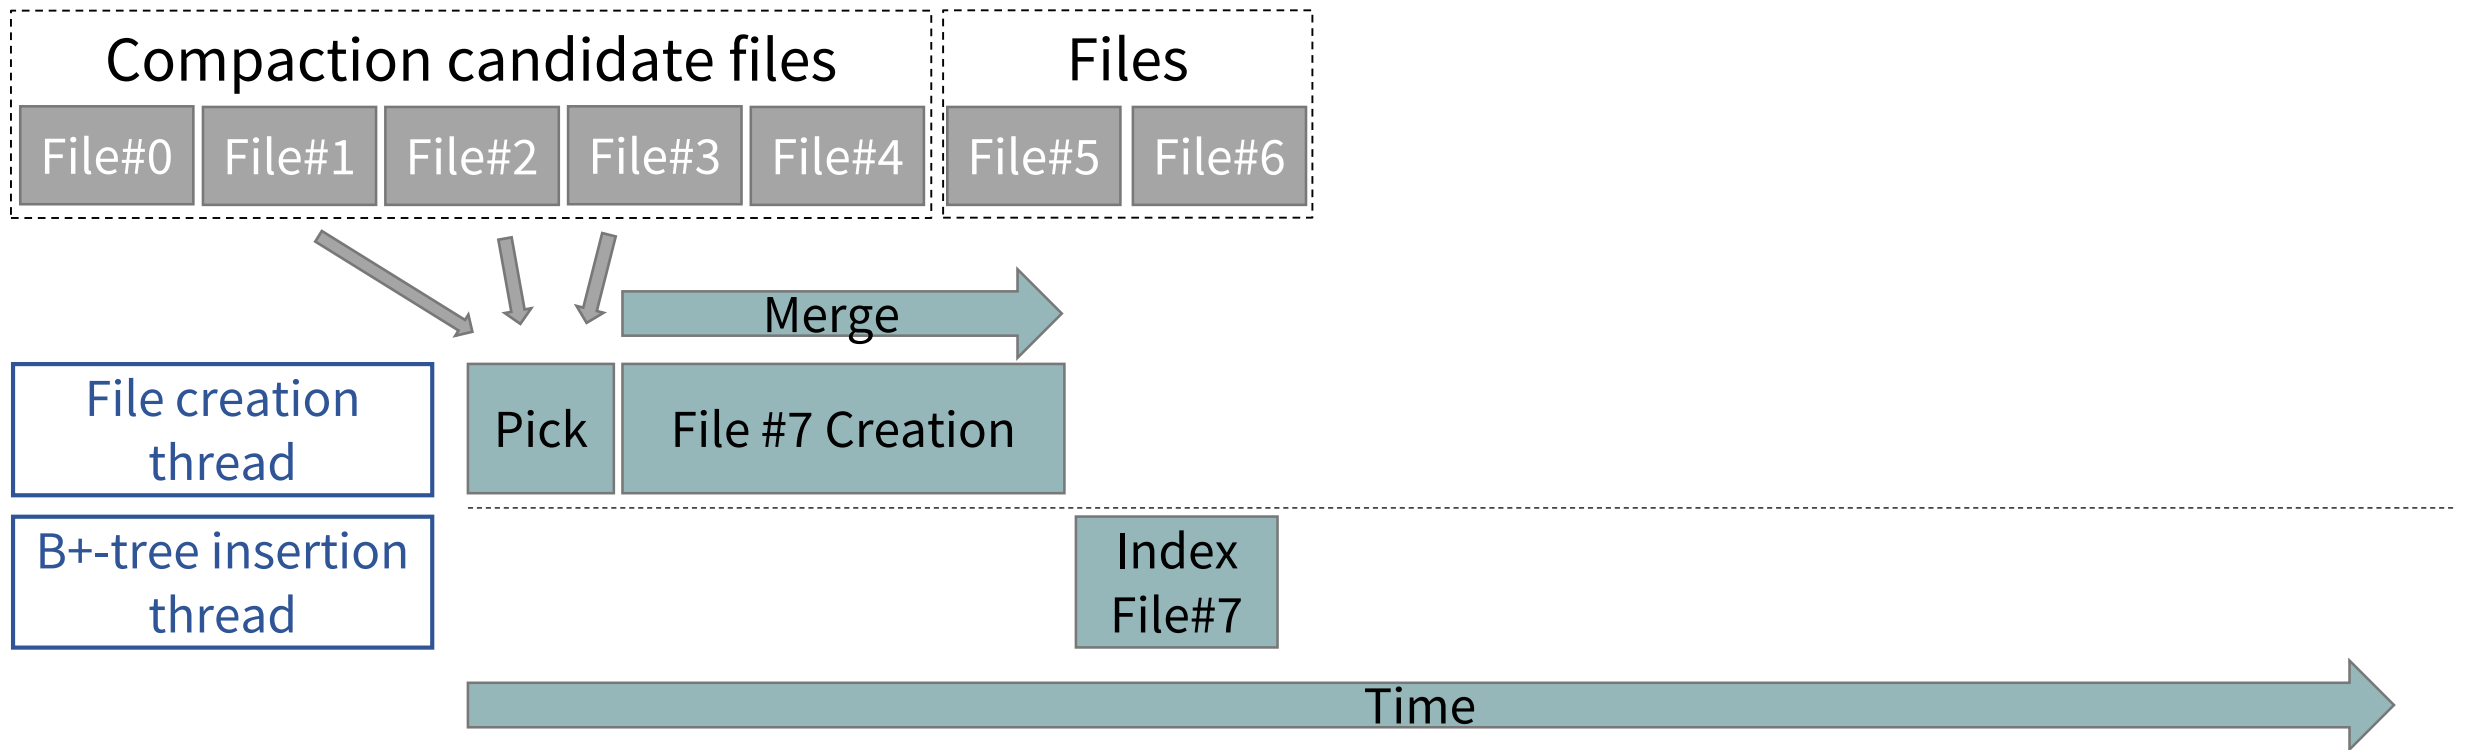 Compaction candidate files
Files
File#0
File#1
File#2
File#3
File#4
File#5
File#6
Merge
File creation
thread
Pick
File #7 Creation
B+-tree insertion
thread
Index
File#7
Time